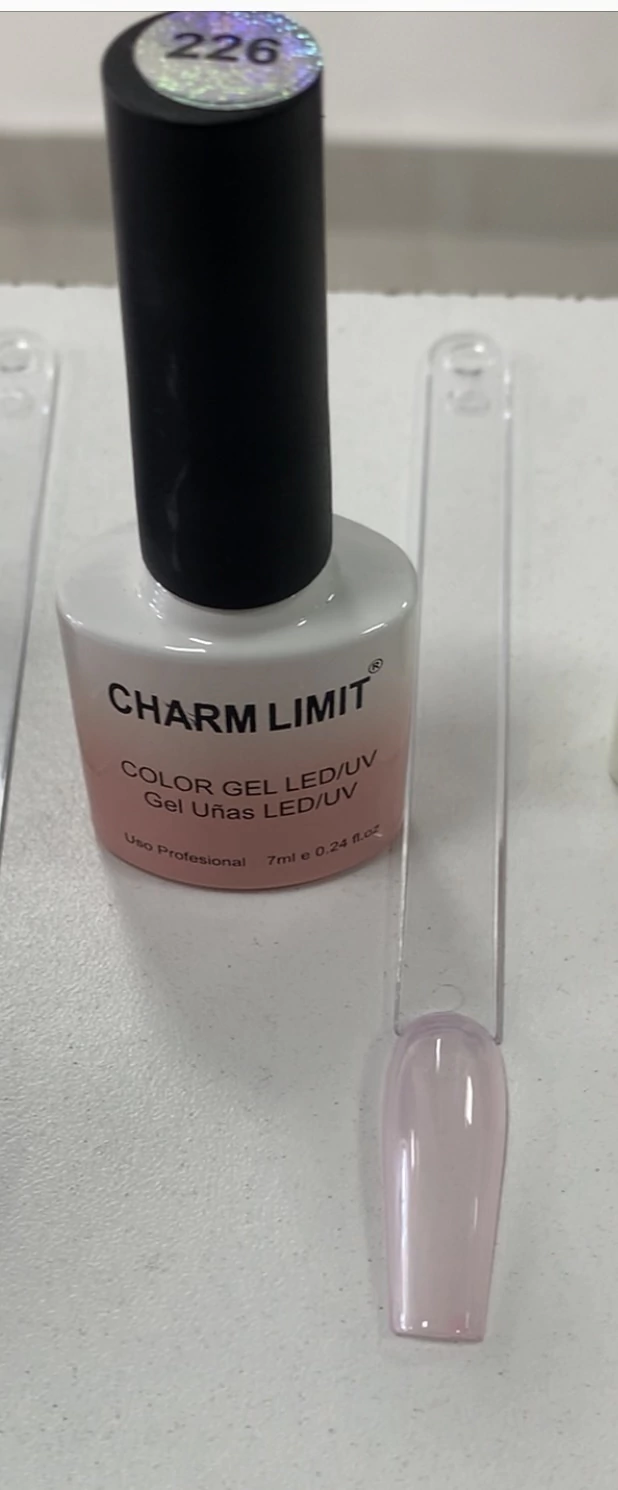 226
CHARM LIMIT®
COLOR GEL LED/UV
Gel Uñas LED/UV
Uso Profesional 7ml e 0.24 fl.oz